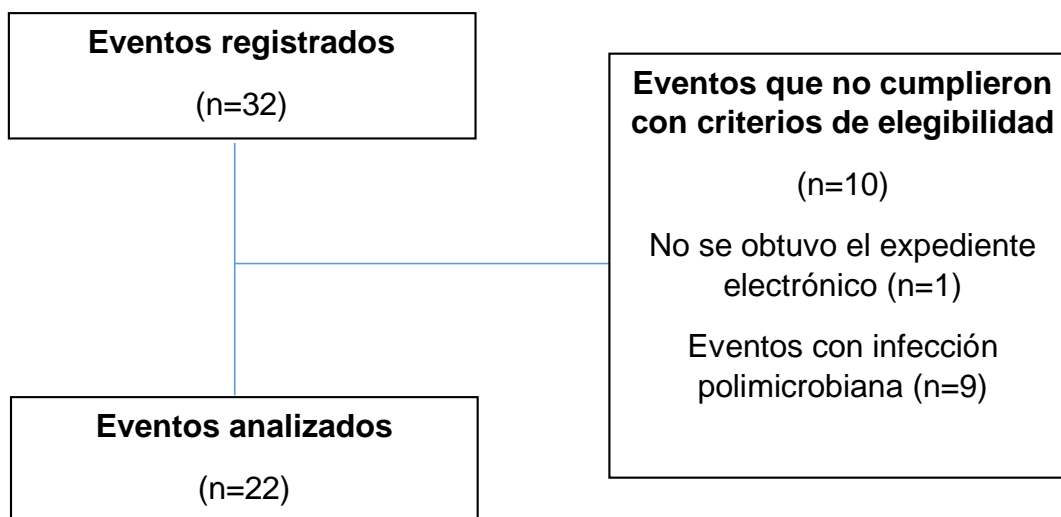 Eventos registrados
(n=32)
Eventos que no cumplieron
con criterios de elegibilidad
(n=10)
No se obtuvo el expediente
electrónico (n=1)
Eventos con infección
polimicrobiana (n=9)
Eventos analizados
(n=22)